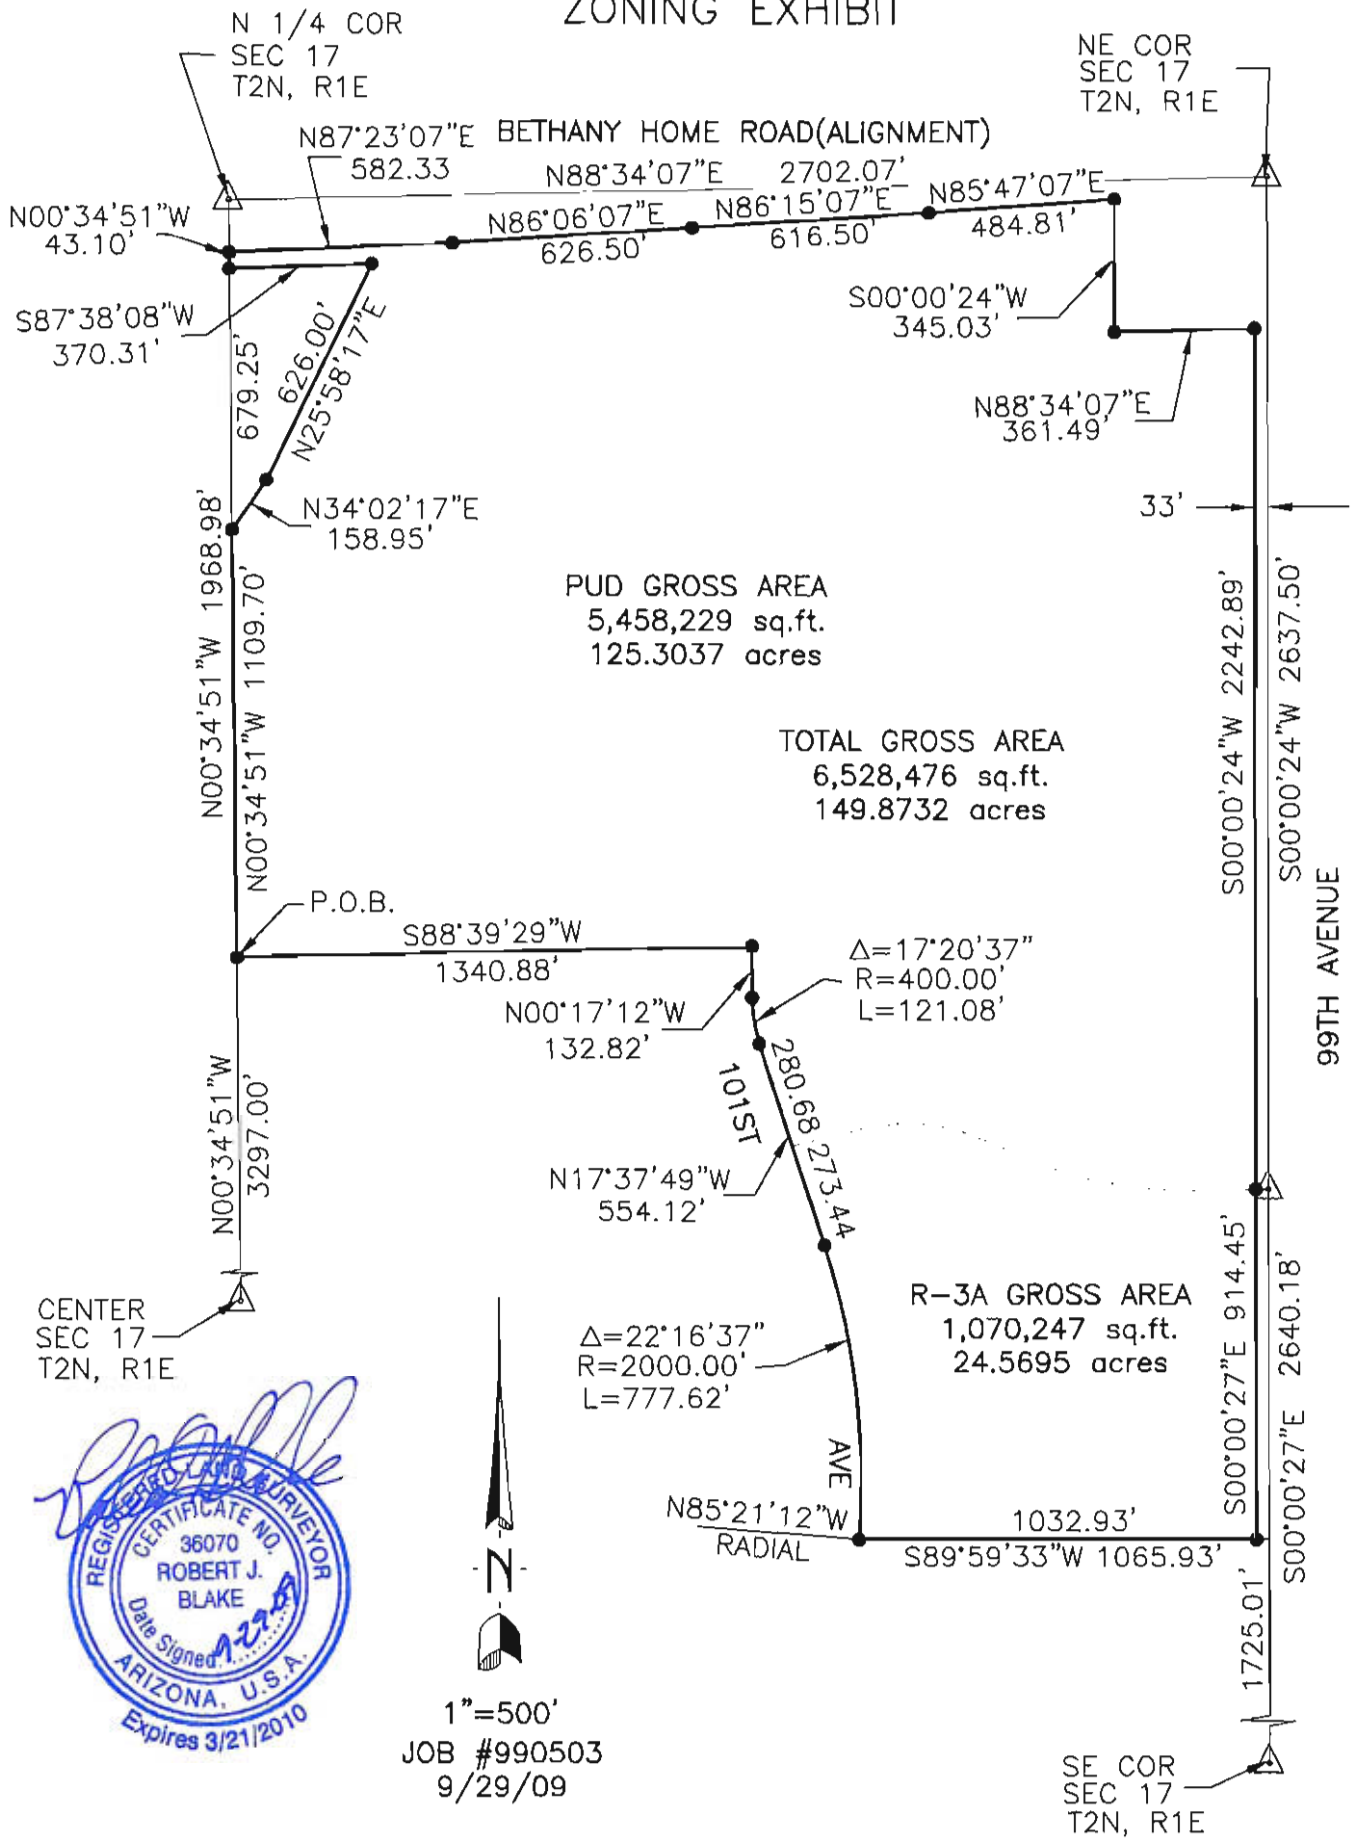 ZONING EXHIBIT
N 1/4 COR
SEC 17
T2N, R1E
NE COR
SEC 17
T2N, R1E
BETHANY HOME ROAD(ALIGNMENT)
N87°23'07"E
582.33
N88°34'07"E 2702.07'
N00°34'51"W
43.10'
N86°06'07"E
626.50'
N86°15'07"E
616.50'
N85°47'07"E
484.81'
S87°38'08"W
370.31'
679.25'
626.00'
N25°58'17"E
S00°00'24"W
345.03'
N88°34'07"E
361.49'
N34°02'17"E
158.95'
33'
N00°34'51"W 1968.98'
N00°34'51"W 1109.70'
PUD GROSS AREA
5,458,229 sq.ft.
125.3037 acres
TOTAL GROSS AREA
6,528,476 sq.ft.
149.8732 acres
S00°00'24"W 2242.89'
S00°00'24"W 2637.50'
99TH AVENUE
P.O.B.
S88°39'29"W
1340.88'
N00°17'12"W
132.82'
Δ=17°20'37"
R=400.00'
L=121.08'
280.68
273.44
101ST
N17°37'49"W
554.12'
N00°34'51"W
3297.00'
CENTER
SEC 17
T2N, R1E
Δ=22°16'37"
R=2000.00'
L=777.62'
AVE
R-3A GROSS AREA
1,070,247 sq.ft.
24.5695 acres
S00°00'27"E 914.45'
S00°00'27"E 2640.18'
N85°21'12"W
RADIAL
1032.93'
S89°59'33"W 1065.93'
1725.01'
SE COR
SEC 17
T2N, R1E
REGISTERED LAND SURVEYOR
CERTIFICATE NO.
36070
ROBERT J.
BLAKE
Date Signed 9-29-09
ARIZONA, U.S.A.
Expires 3/21/2010
N
1"=500'
JOB #990503
9/29/09